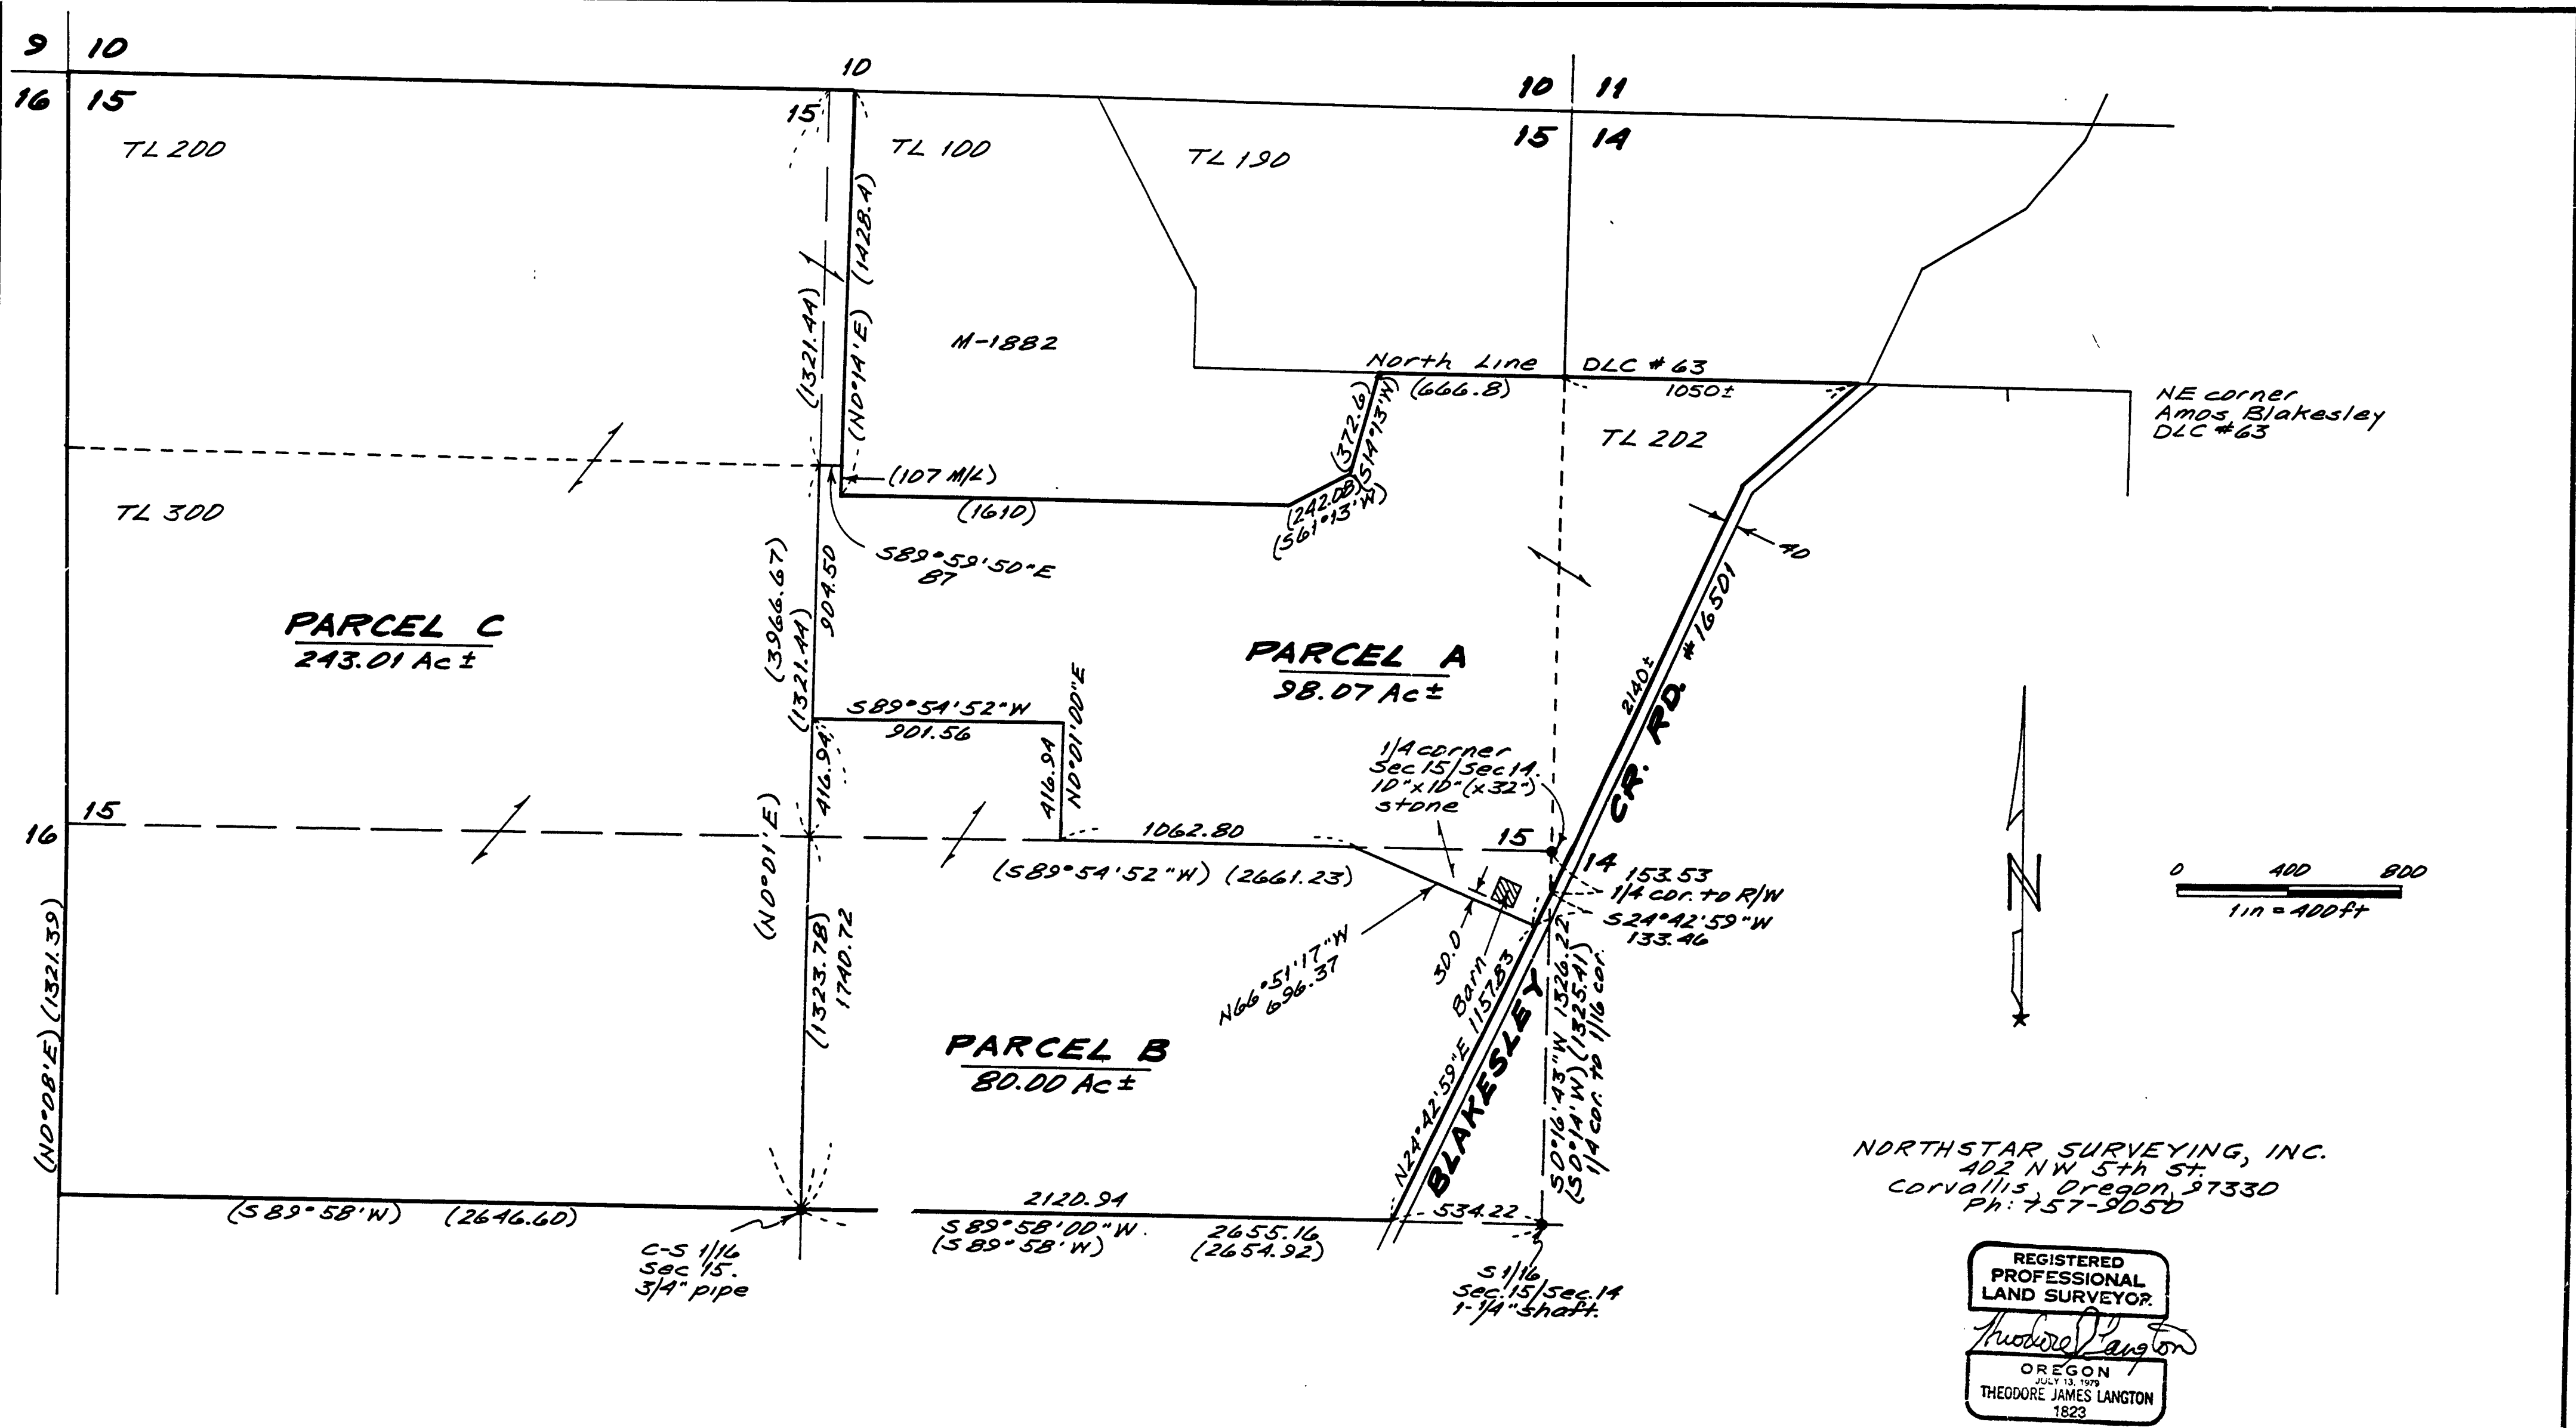 9 10
16 15
10
15
10 11
15 14
TL 200
TL 100
TL 190
(1428.4)
(N0°14'E)
(1321.44)
M-1882
North Line DLC #63
(666.8)
1050±
(372.6)
(S14°13'W)
TL 202
NE corner
Amos Blakesley
DLC #63
(107 M/L)
(1610)
(242.08)
(S61°13'W)
S89°59'50"E
87
40
TL 300
(3966.67)
(1321.44)
904.50
PARCEL C
243.01 Ac±
PARCEL A
98.07 Ac±
2140±
CR. RD. #16501
S89°54'52"W
901.56
416.94
416.94
N0°01'00"E
1/4 corner
Sec 15/Sec 14.
10"x10"(x32")
stone
16
15
1062.80
15
14
(S89°54'52"W) (2661.23)
153.53
1/4 cor. to R/W
S24°42'59"W
133.46
(N0°01'E)
(1323.78)
1740.72
N66°51'17"W
696.37
30.0
Barn
N24°42'59"E 1157.83
BLAKESLEY
S0°16'43"W 1326.22
(S0°14'W) (1325.41)
1/4 cor. to 1/16 cor.
0 400 800
1in = 400ft
N
PARCEL B
80.00 Ac±
(N0°08'E) (1321.39)
(S89°58'W) (2646.60)
2120.94
S89°58'00"W. 2655.16
(S89°58'W) (2654.92)
534.22
C-S 1/16
Sec 15.
3/4" pipe
S 1/16
Sec.15/Sec.14
1-1/4" shaft.
NORTHSTAR SURVEYING, INC.
402 NW 5th St.
Corvallis, Oregon, 97330
Ph: 757-9050
REGISTERED
PROFESSIONAL
LAND SURVEYOR
Theodore J Langton
OREGON
JULY 13, 1979
THEODORE JAMES LANGTON
1823